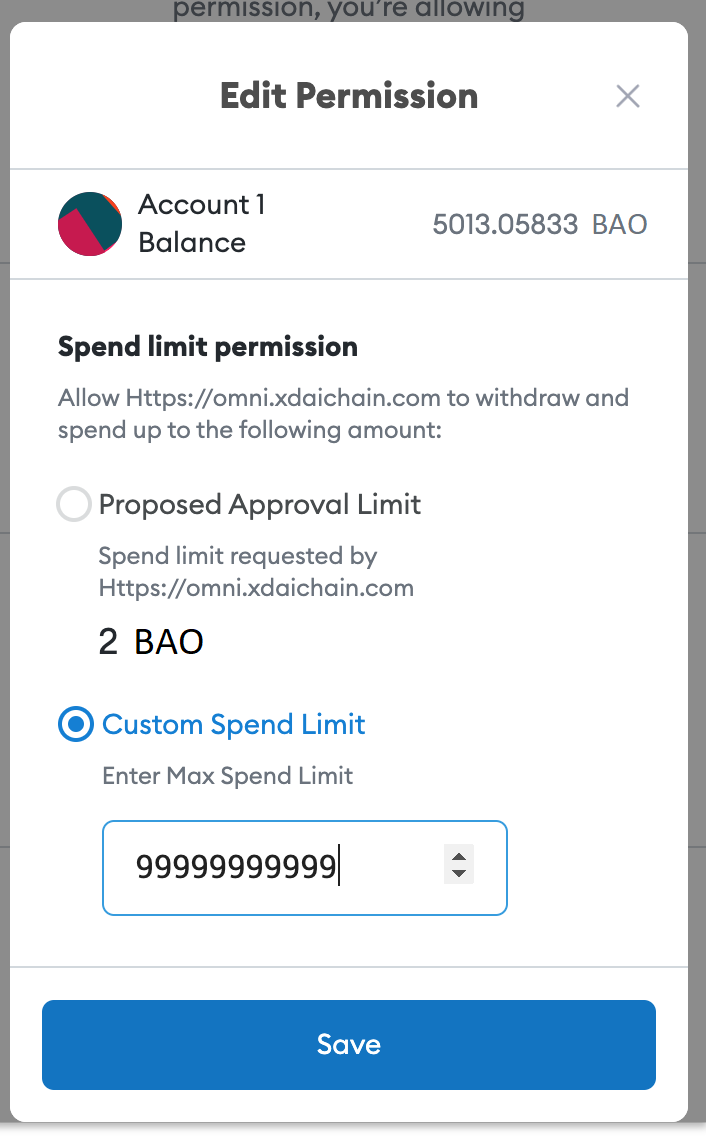 permission, you're allowing
Edit Permission
Account 1
Balance
5013.05833 BAO
Spend limit permission
Allow Https://omni.xdaichain.com to withdraw and
spend up to the following amount:
Proposed Approval Limit
Spend limit requested by
Https://omni.xdaichain.com
2 BAO
Custom Spend Limit
Enter Max Spend Limit
99999999999
Save